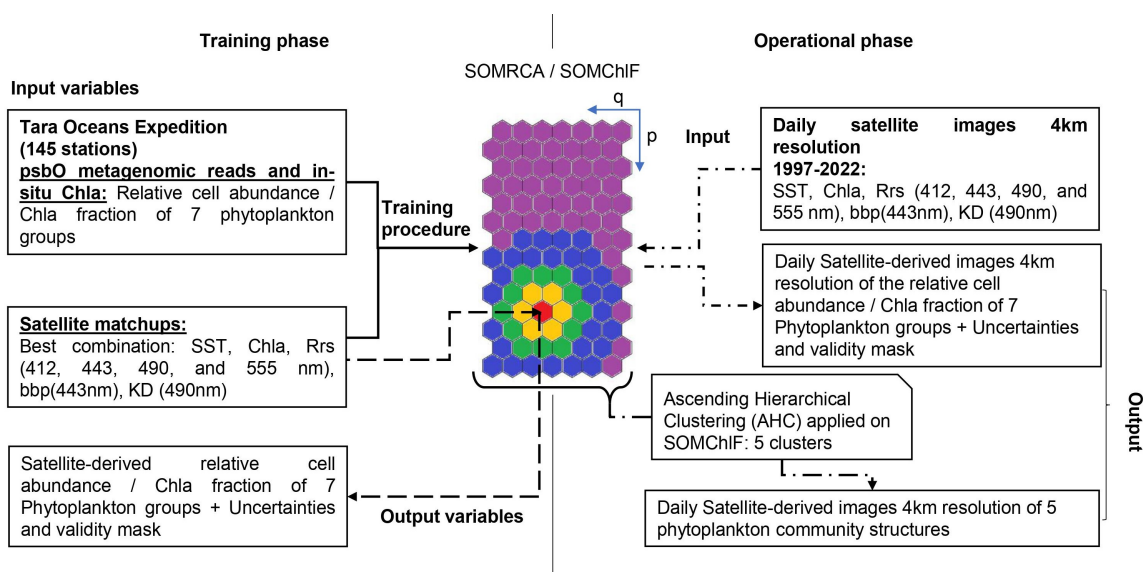 Training phase
Operational phase
SOMRCA / SOMChlF
Input variables
Tara Oceans Expedition
(145 stations)
psbO metagenomic reads and in-
situ Chla: Relative cell abundance /
Chla fraction of 7 phytoplankton
groups
Training
procedure
Satellite matchups:
Best combination: SST, Chla, Rrs
(412, 443, 490, and 555 nm),
bbp(443nm), KD (490nm)
Satellite-derived relative cell
abundance / Chla fraction of 7
Phytoplankton groups + Uncertainties
and validity mask
Output variables
q
p
Input
Daily satellite images 4km
resolution
1997-2022:
SST, Chla, Rrs (412, 443, 490, and
555 nm), bbp(443nm), KD (490nm)
Daily Satellite-derived images 4km
resolution of the relative cell
abundance / Chla fraction of 7
Phytoplankton groups + Uncertainties
and validity mask
Ascending Hierarchical
Clustering (AHC) applied on
SOMChlF: 5 clusters
Daily Satellite-derived images 4km resolution of 5
phytoplankton community structures
Output